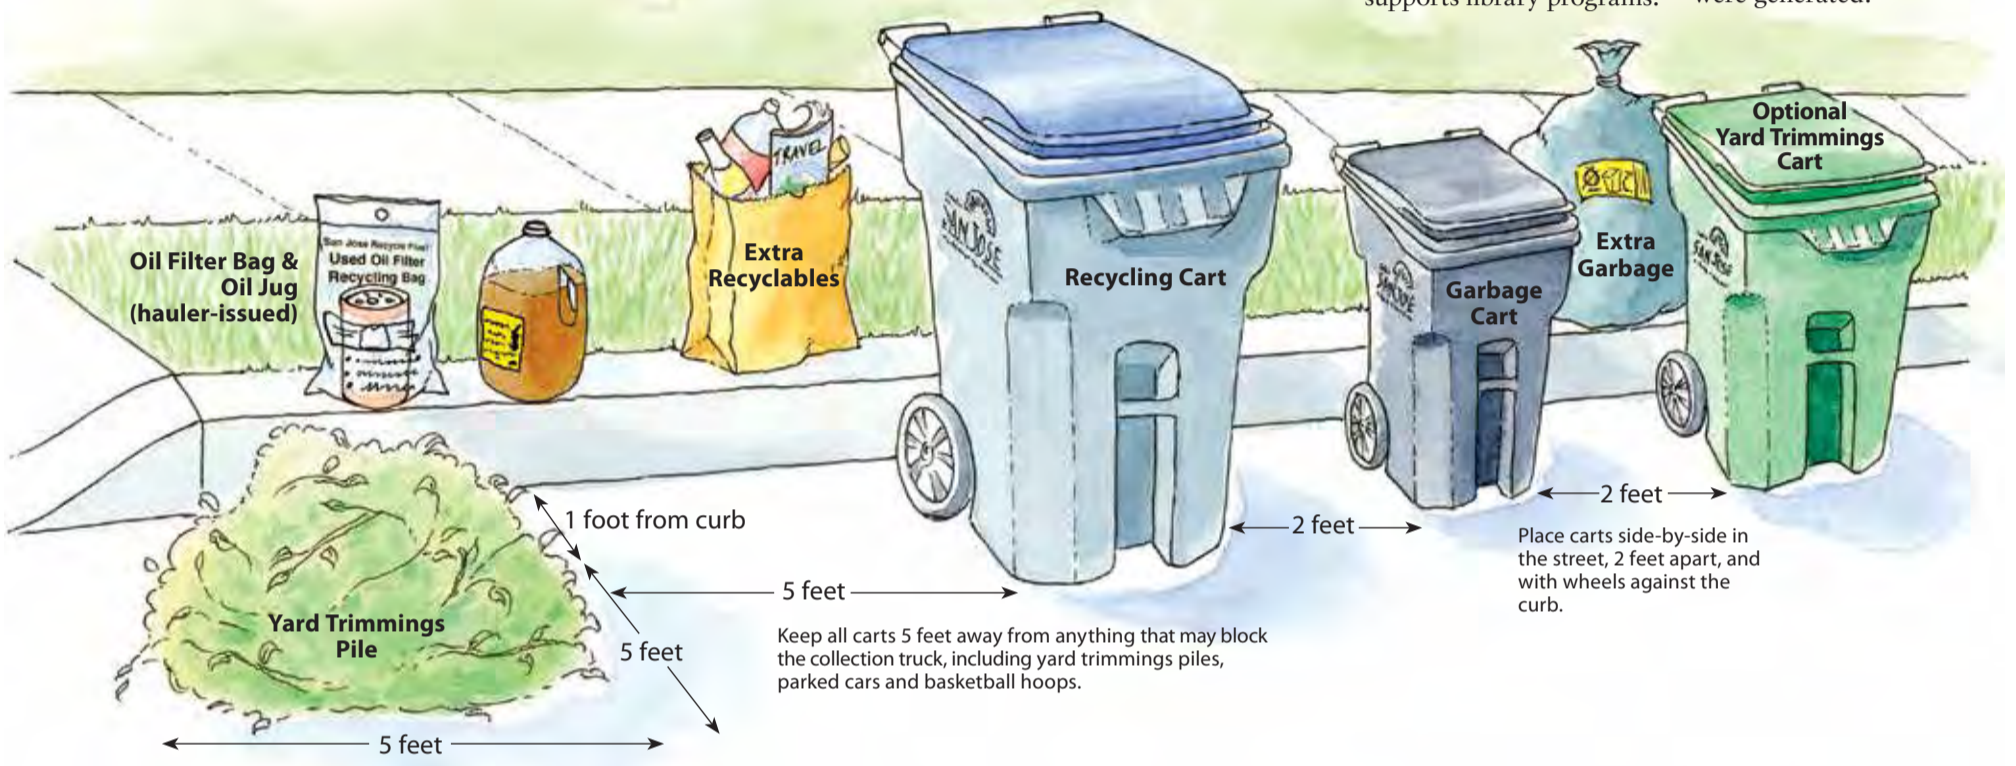 supports library programs.
were generated.
Optional
Yard Trimmings
Cart
TRAVEL
San Jose Recycle Plus!
Used Oil Filter
Recycling Bag
Oil Filter Bag &
Oil Jug
(hauler-issued)
Extra
Recyclables
SAN JOSE
Recycling Cart
SAN JOSE
Garbage
Cart
Extra
Garbage
SAN JOSE
1 foot from curb
2 feet
2 feet
Place carts side-by-side in
the street, 2 feet apart, and
with wheels against the
curb.
5 feet
Keep all carts 5 feet away from anything that may block
the collection truck, including yard trimmings piles,
parked cars and basketball hoops.
Yard Trimmings
Pile
5 feet
5 feet